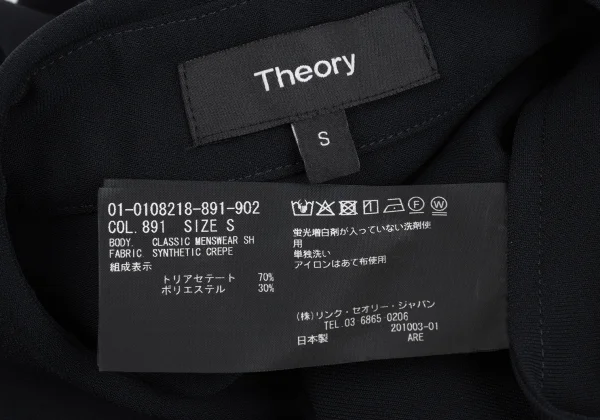 Theory
S
01-0108218-891-902
COL. 891 SIZE S
BODY. CLASSIC MENSWEAR SH
FABRIC. SYNTHETIC CREPE
組成表示
トリアセテート 70%
ポリエステル 30%
蛍光増白剤が入っていない洗剤使
用
単独洗い
アイロンはあて布使用
(株)リンク・セオリー・ジャパン
TEL.03 6865 0206
201003-01
日本製 ARE